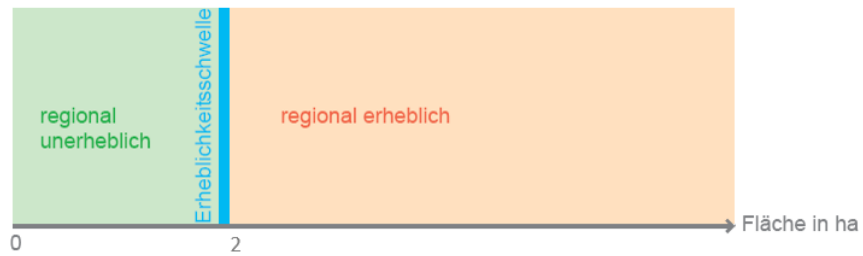 Erheblichkeitsschwelle
regional
unerheblich
regional erheblich
Fläche in ha
0
2